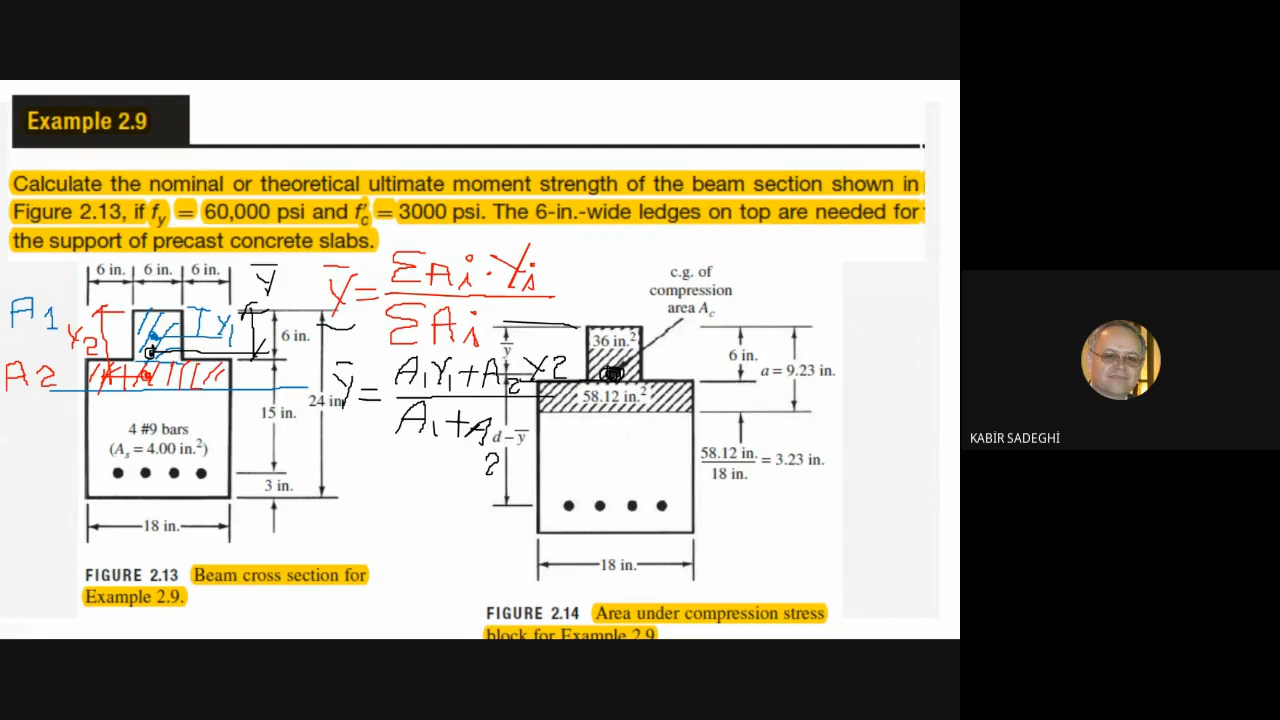 Example 2.9
Calculate the nominal or theoretical ultimate moment strength of the beam section shown in
Figure 2.13, if fy = 60,000 psi and f′c = 3000 psi. The 6-in.-wide ledges on top are needed for
the support of precast concrete slabs.
6 in. 6 in. 6 in.
ȳ
A1
y2
y1
A2
6 in.
15 in.
24 in.
4 #9 bars
(As = 4.00 in.²)
3 in.
18 in.
FIGURE 2.13 Beam cross section for
Example 2.9.
ȳ = ΣAi·yi / ΣAi
ȳ = A1y1+A2y2 / A1+A2
c.g. of
compression
area Ac
ȳ
36 in.²
6 in.
a = 9.23 in.
58.12 in.²
d−ȳ
58.12 in. / 18 in. = 3.23 in.
18 in.
FIGURE 2.14 Area under compression stress
block for Example 2.9
KABİR SADEGHİ